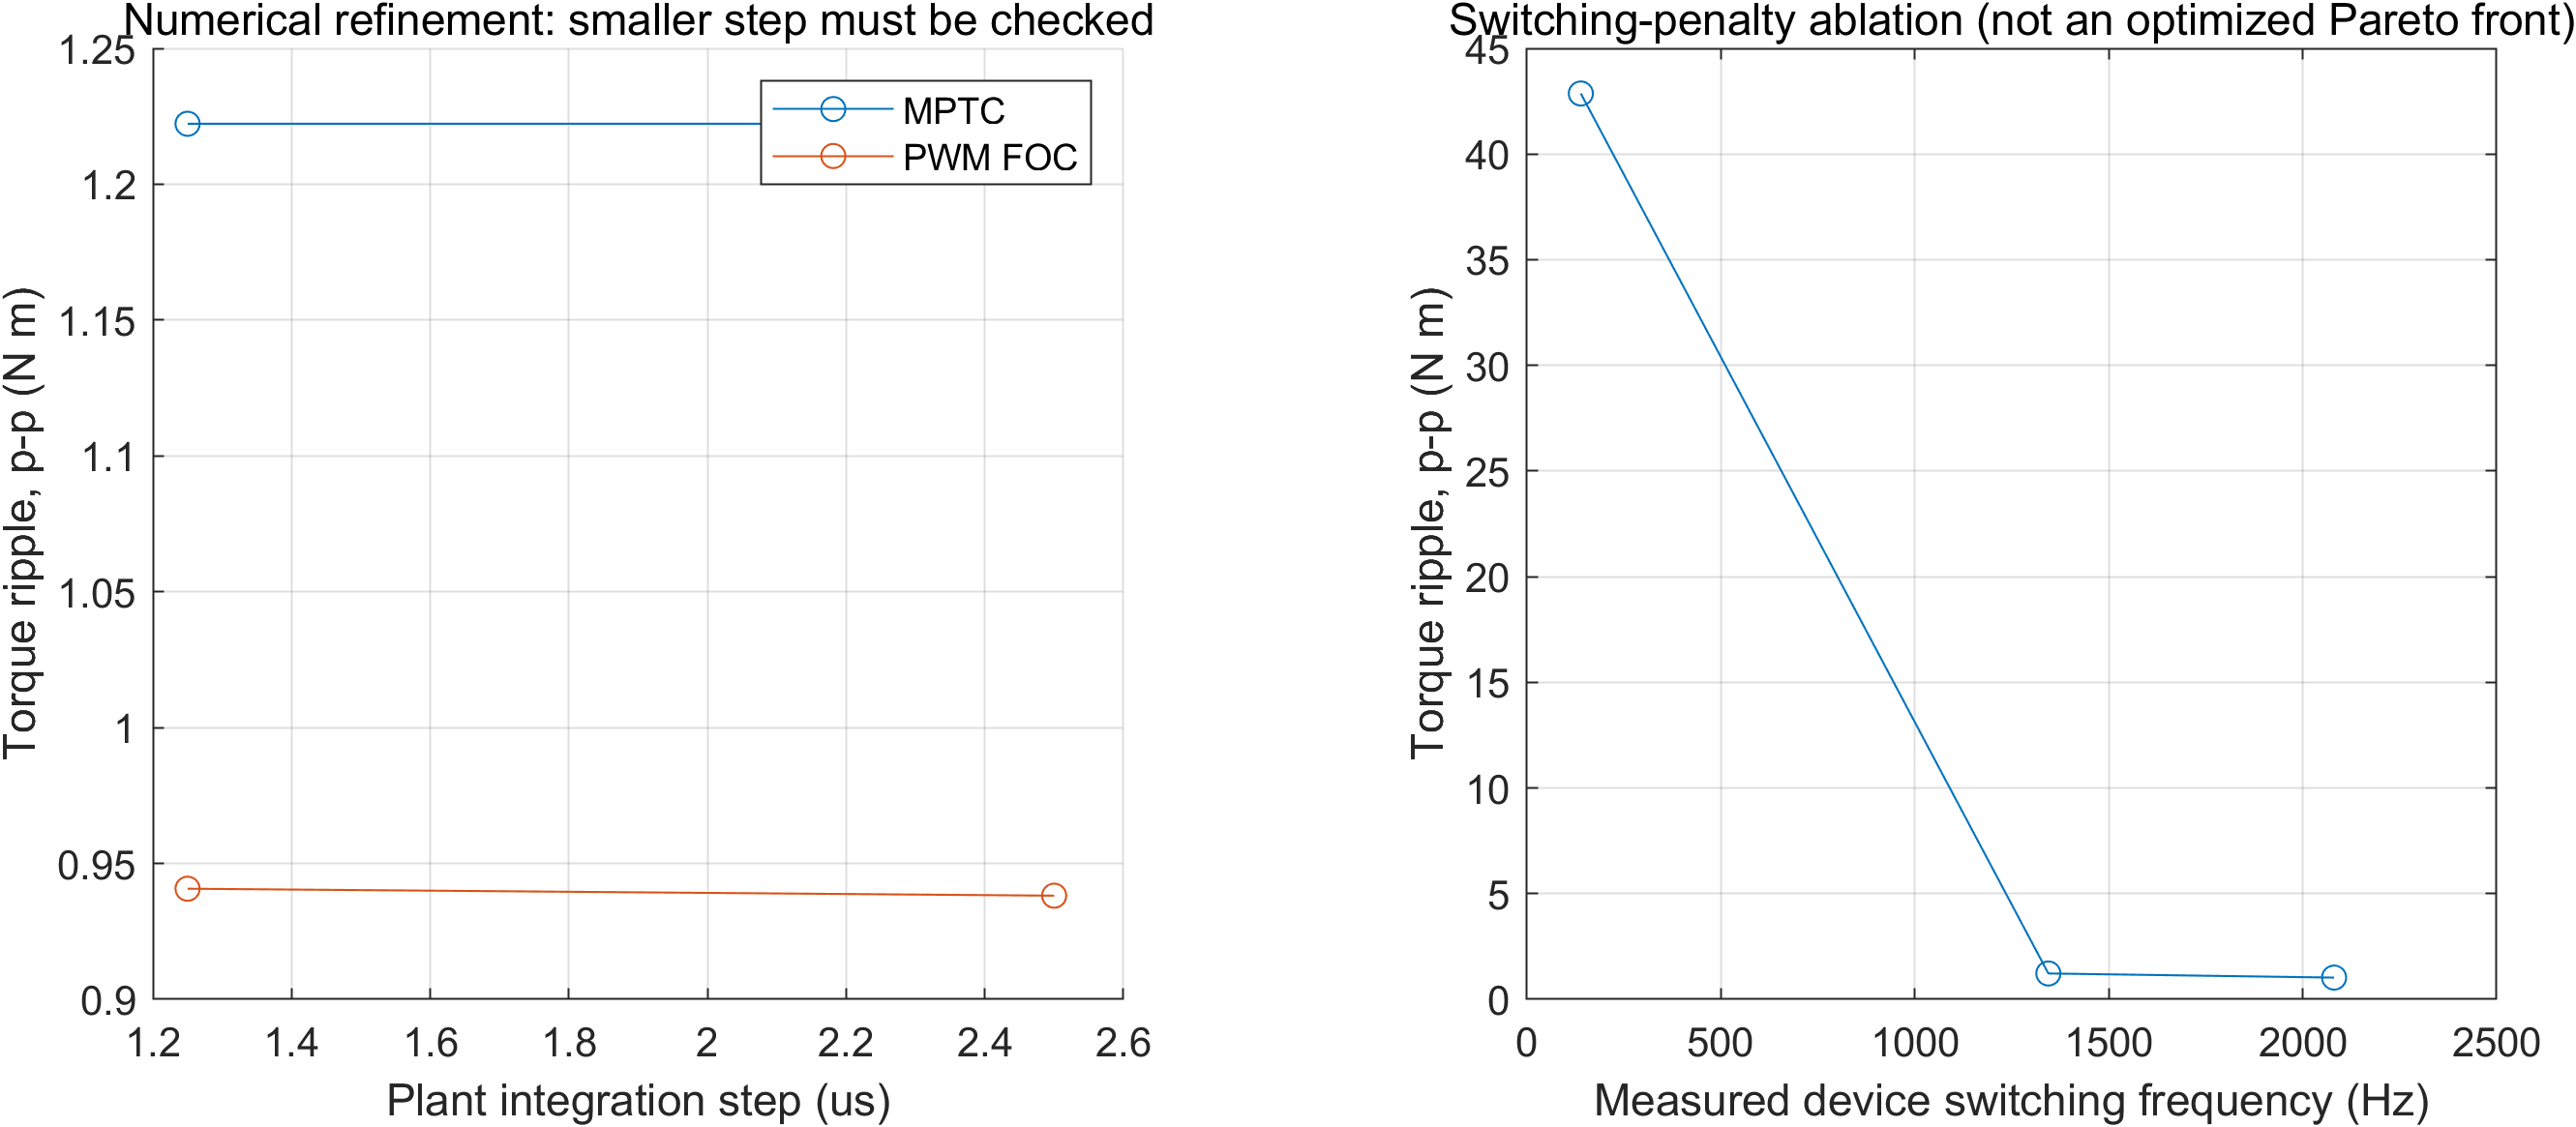 Numerical refinement: smaller step must be checked
1.25
1.2
1.15
1.1
1.05
1
0.95
0.9
Torque ripple, p-p (N m)
MPTC
PWM FOC
1.2 1.4 1.6 1.8 2 2.2 2.4 2.6
Plant integration step (us)
Switching-penalty ablation (not an optimized Pareto front)
45
40
35
30
25
20
15
10
5
0
Torque ripple, p-p (N m)
0 500 1000 1500 2000 2500
Measured device switching frequency (Hz)